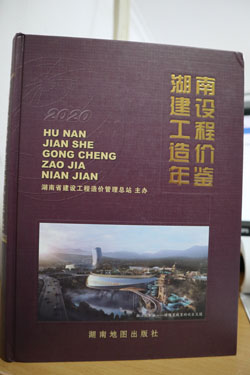 湖南
建设
工程
造价
年鉴
2020
HU NAN
JIAN SHE
GONG CHENG
ZAO JIA
NIAN JIAN
湖南省建设工程造价管理总站 主办
湖南地图出版社